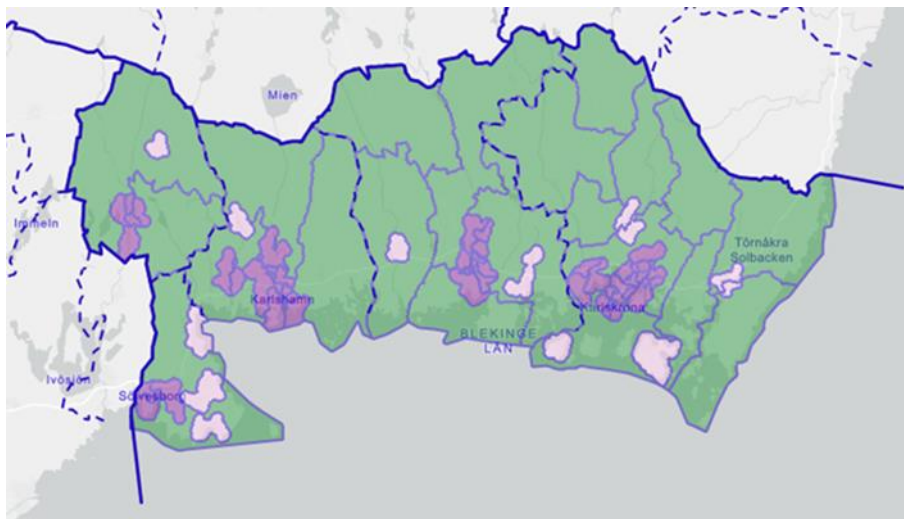 Mien
Immeln
Törnåkra
Solbacken
Karlshamn
Karlskrona
BLEKINGE
LÄN
Ivösjön
Sölvesborg